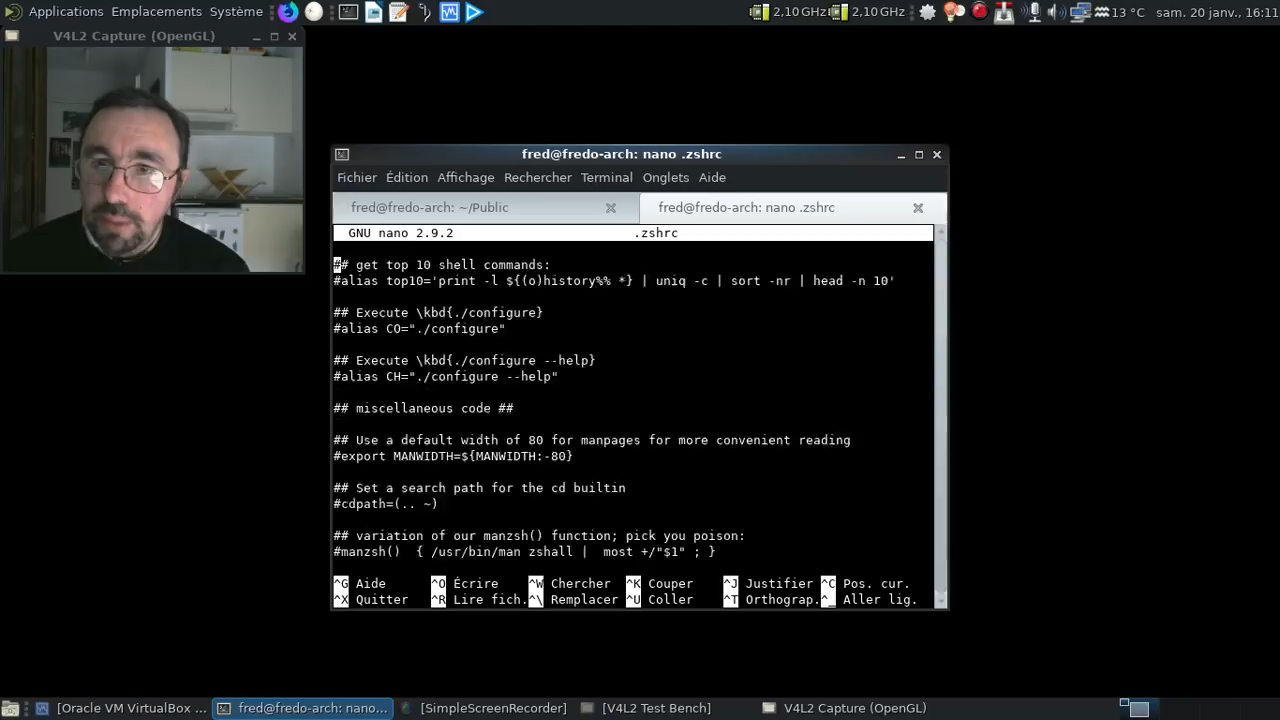 Applications Emplacements Système
2,10 GHz 2,10 GHz 13 °C sam. 20 janv., 16:11
V4L2 Capture (OpenGL)
fred@fredo-arch: nano .zshrc
Fichier Édition Affichage Rechercher Terminal Onglets Aide
fred@fredo-arch: ~/Public fred@fredo-arch: nano .zshrc
GNU nano 2.9.2 .zshrc
## get top 10 shell commands:
#alias top10='print -l ${(o)history%% *} | uniq -c | sort -nr | head -n 10'
## Execute \kbd{./configure}
#alias CO="./configure"
## Execute \kbd{./configure --help}
#alias CH="./configure --help"
## miscellaneous code ##
## Use a default width of 80 for manpages for more convenient reading
#export MANWIDTH=${MANWIDTH:-80}
## Set a search path for the cd builtin
#cdpath=(.. ~)
## variation of our manzsh() function; pick you poison:
#manzsh()  { /usr/bin/man zshall |  most +/"$1" ; }
^G Aide ^O Écrire ^W Chercher ^K Couper ^J Justifier ^C Pos. cur.
^X Quitter ^R Lire fich. ^\ Remplacer ^U Coller ^T Orthograp. ^_ Aller lig.
[Oracle VM VirtualBox ... fred@fredo-arch: nano... [SimpleScreenRecorder] [V4L2 Test Bench] V4L2 Capture (OpenGL)